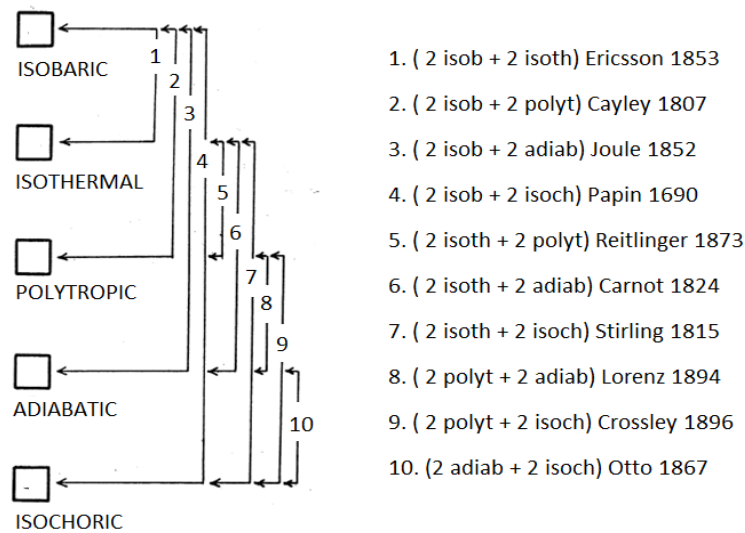 ISOBARIC
ISOTHERMAL
POLYTROPIC
ADIABATIC
ISOCHORIC
1
2
3
4
5
6
7
8
9
10
1. ( 2 isob + 2 isoth) Ericsson 1853
2. ( 2 isob + 2 polyt) Cayley 1807
3. ( 2 isob + 2 adiab) Joule 1852
4. ( 2 isob + 2 isoch) Papin 1690
5. ( 2 isoth + 2 polyt) Reitlinger 1873
6. ( 2 isoth + 2 adiab) Carnot 1824
7. ( 2 isoth + 2 isoch) Stirling 1815
8. ( 2 polyt + 2 adiab) Lorenz 1894
9. ( 2 polyt + 2 isoch) Crossley 1896
10. (2 adiab + 2 isoch) Otto 1867